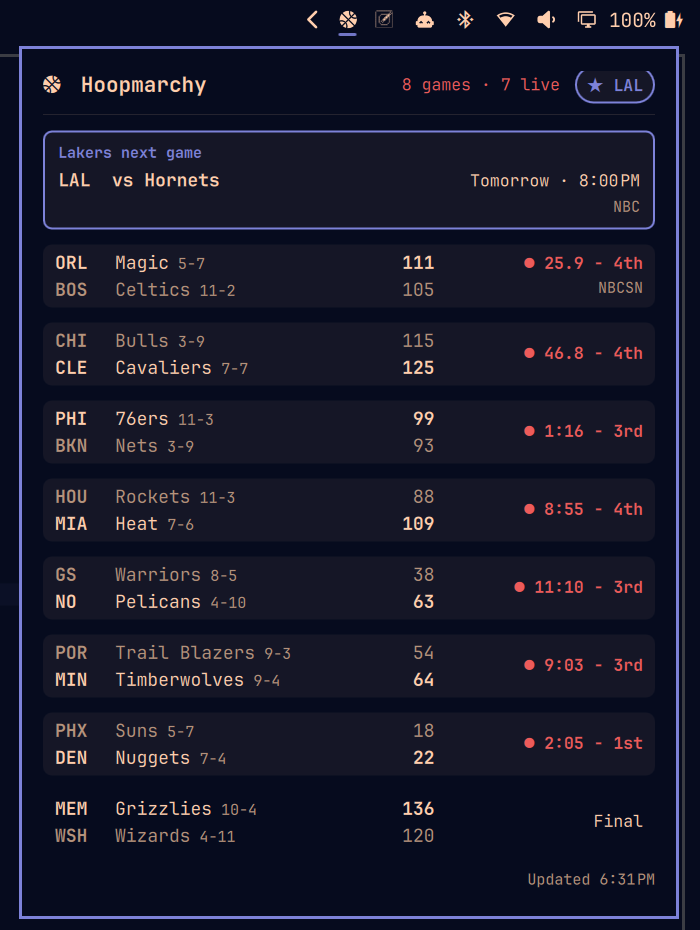 100%
Hoopmarchy 8 games · 7 live ★ LAL
Lakers next game
LAL vs Hornets Tomorrow · 8:00PM
NBC
ORL Magic 5-7 111 ● 25.9 - 4th
BOS Celtics 11-2 105 NBCSN
CHI Bulls 3-9 115
● 46.8 - 4th
CLE Cavaliers 7-7 125
PHI 76ers 11-3 99
● 1:16 - 3rd
BKN Nets 3-9 93
HOU Rockets 11-3 88
● 8:55 - 4th
MIA Heat 7-6 109
GS Warriors 8-5 38
● 11:10 - 3rd
NO Pelicans 4-10 63
POR Trail Blazers 9-3 54
● 9:03 - 3rd
MIN Timberwolves 9-4 64
PHX Suns 5-7 18
● 2:05 - 1st
DEN Nuggets 7-4 22
MEM Grizzlies 10-4 136
Final
WSH Wizards 4-11 120
Updated 6:31PM